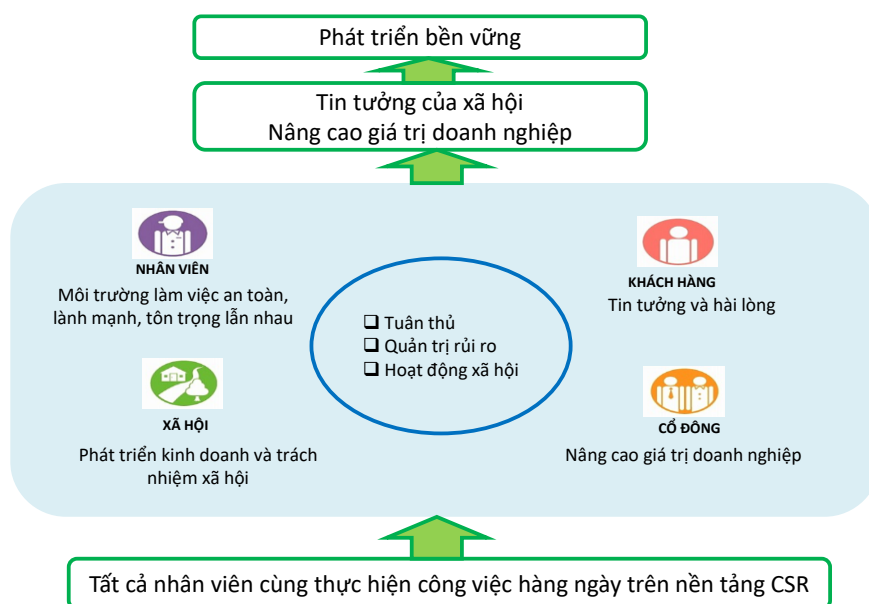 Phát triển bền vững
Tin tưởng của xã hội
Nâng cao giá trị doanh nghiệp
NHÂN VIÊN
Môi trường làm việc an toàn,
lành mạnh, tôn trọng lẫn nhau
KHÁCH HÀNG
Tin tưởng và hài lòng
Tuân thủ
Quản trị rủi ro
Hoạt động xã hội
XÃ HỘI
Phát triển kinh doanh và trách
nhiệm xã hội
CỔ ĐÔNG
Nâng cao giá trị doanh nghiệp
Tất cả nhân viên cùng thực hiện công việc hàng ngày trên nền tảng CSR